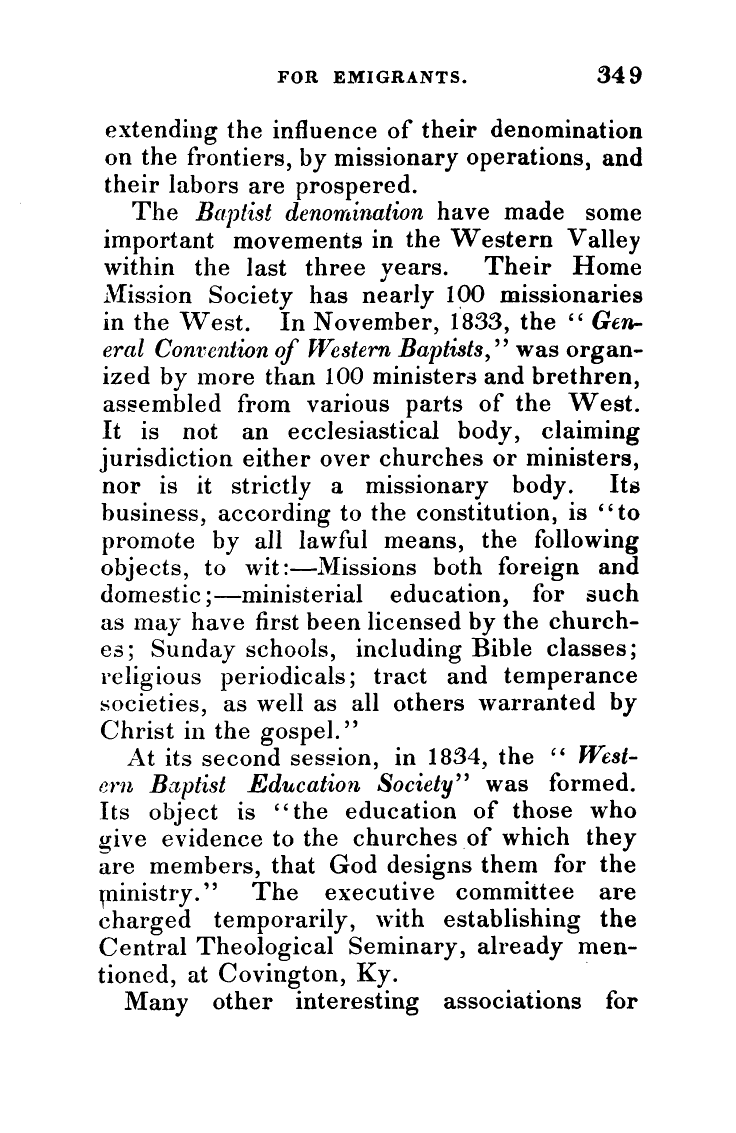 FOR EMIGRANTS. 349
extending the influence of their denomination
on the frontiers, by missionary operations, and
their labors are prospered.
The Baptist denomination have made some
important movements in the Western Valley
within the last three years. Their Home
Mission Society has nearly 100 missionaries
in the West. In November, 1833, the “ Gen-
eral Convention of Western Baptists,” was organ-
ized by more than 100 ministers and brethren,
assembled from various parts of the West.
It is not an ecclesiastical body, claiming
jurisdiction either over churches or ministers,
nor is it strictly a missionary body. Its
business, according to the constitution, is “to
promote by all lawful means, the following
objects, to wit:—Missions both foreign and
domestic;—ministerial education, for such
as may have first been licensed by the church-
es; Sunday schools, including Bible classes;
religious periodicals; tract and temperance
societies, as well as all others warranted by
Christ in the gospel.”
At its second session, in 1834, the “ West-
ern Baptist Education Society” was formed.
Its object is “the education of those who
give evidence to the churches of which they
are members, that God designs them for the
ministry.” The executive committee are
charged temporarily, with establishing the
Central Theological Seminary, already men-
tioned, at Covington, Ky.
Many other interesting associations for